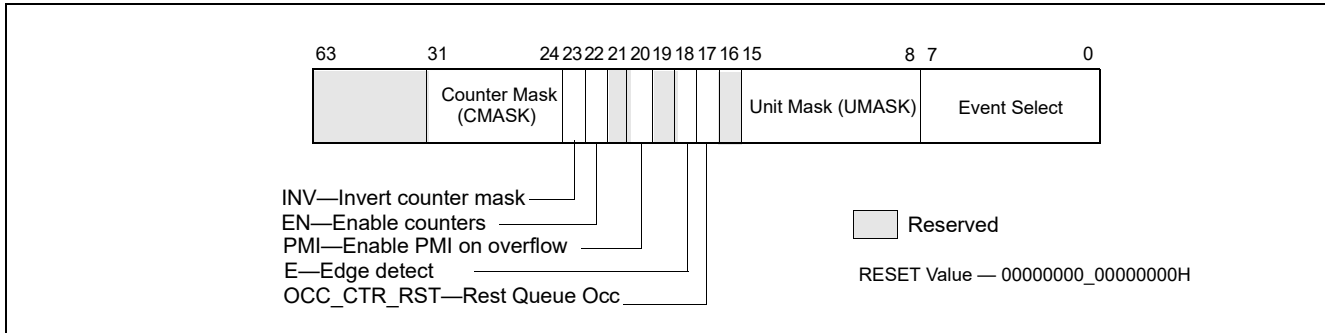 63 31 24 23 22 21 20 19 18 17 16 15 8 7 0
Counter Mask
(CMASK)
Unit Mask (UMASK)
Event Select
INV—Invert counter mask
EN—Enable counters
PMI—Enable PMI on overflow
E—Edge detect
OCC_CTR_RST—Rest Queue Occ
Reserved
RESET Value — 00000000_00000000H